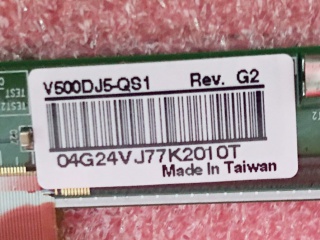 V500DJ5-QS1 Rev. G2
04G24VJ77K2010T
Made In Taiwan